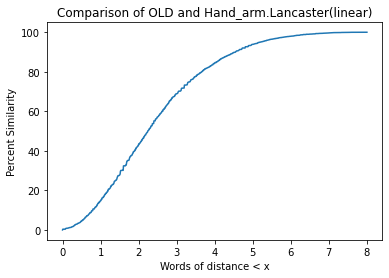 Comparison of OLD and Hand_arm.Lancaster(linear)
100
80
60
40
20
0
Percent Similarity
0 1 2 3 4 5 6 7 8
Words of distance < x